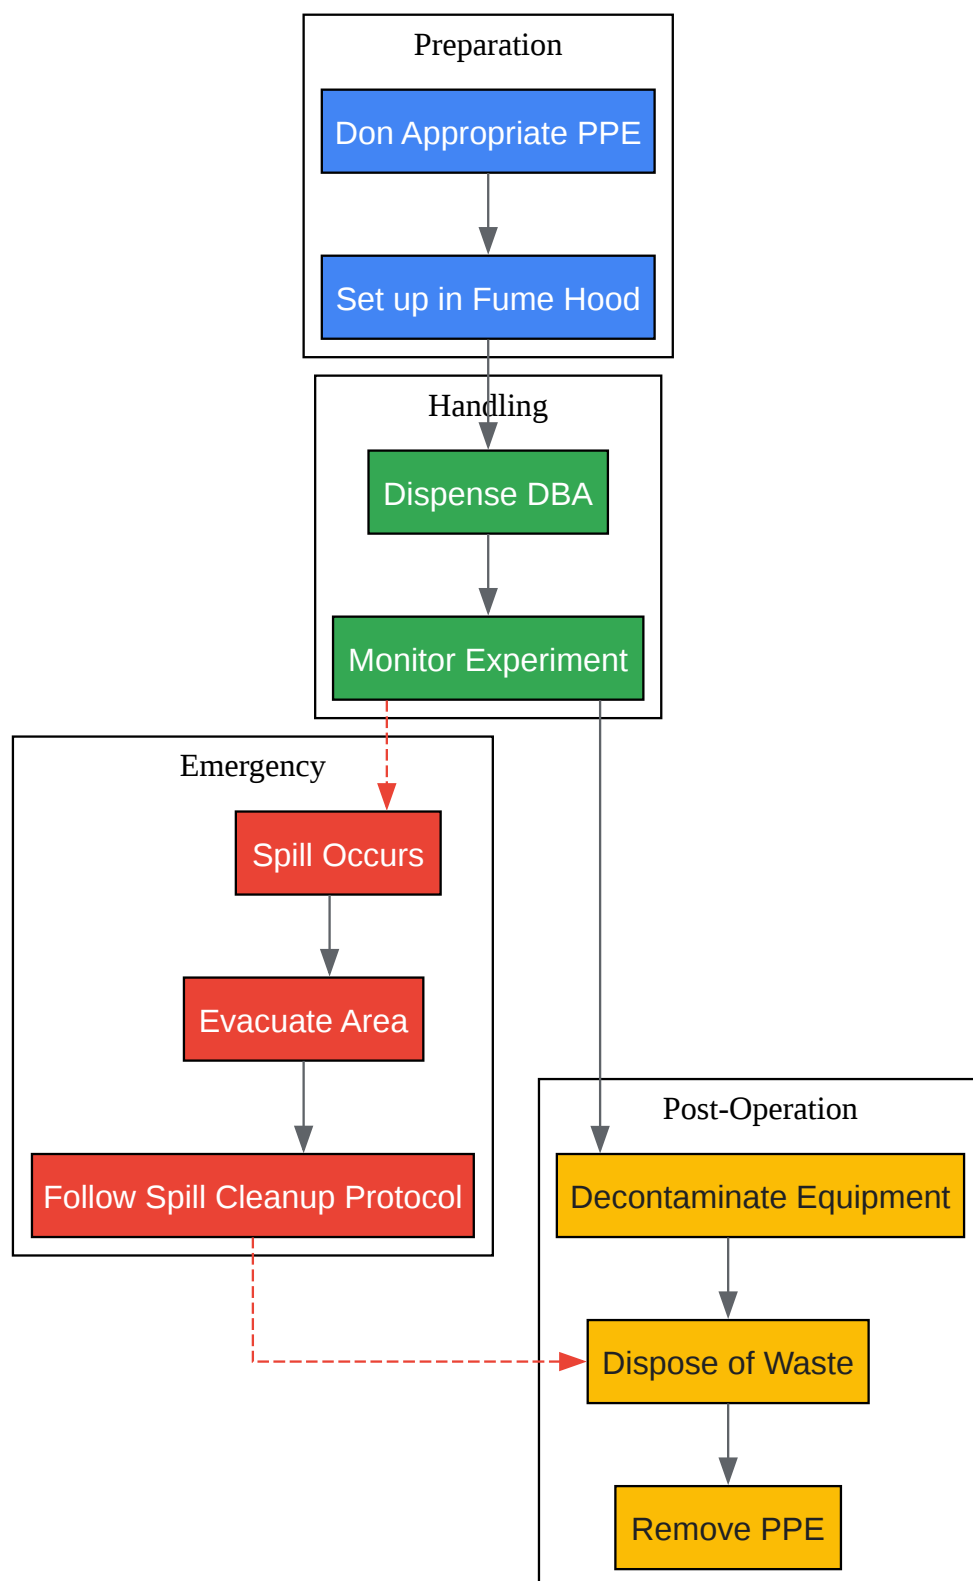 Preparation
Don Appropriate PPE
Set up in Fume Hood
Handling
Dispense DBA
Monitor Experiment
Emergency
Spill Occurs
Evacuate Area
Follow Spill Cleanup Protocol
Post-Operation
Decontaminate Equipment
Dispose of Waste
Remove PPE